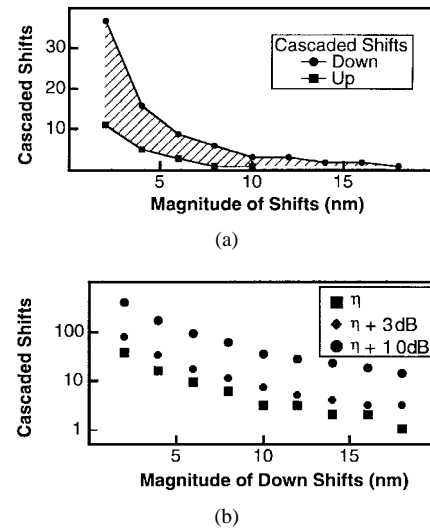 30
20
10
Cascaded Shifts
Cascaded Shifts
Down
Up
5
10
15
Magnitude of Shifts (nm)
(a)
100
10
1
Cascaded Shifts
η
η + 3dB
η + 10dB
5
10
15
Magnitude of Down Shifts (nm)
(b)